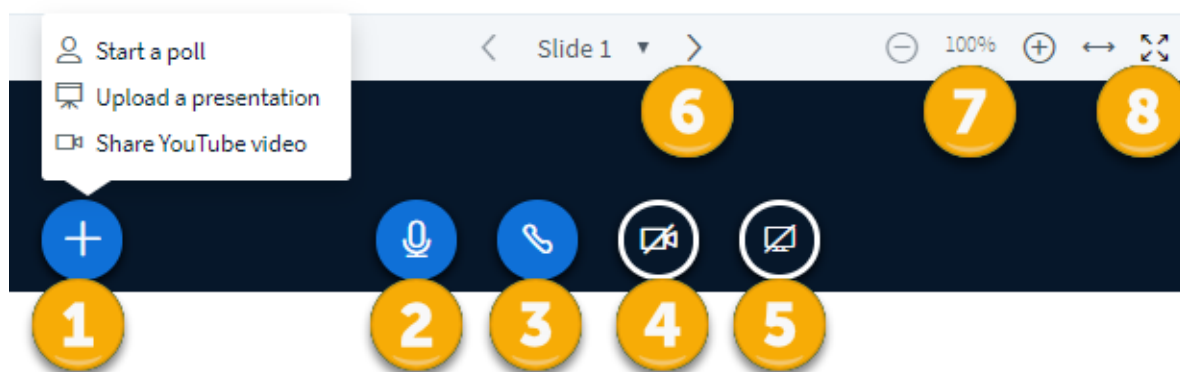 Start a poll
Upload a presentation
Share YouTube video
Slide 1
100%
6
7
8
1
2
3
4
5